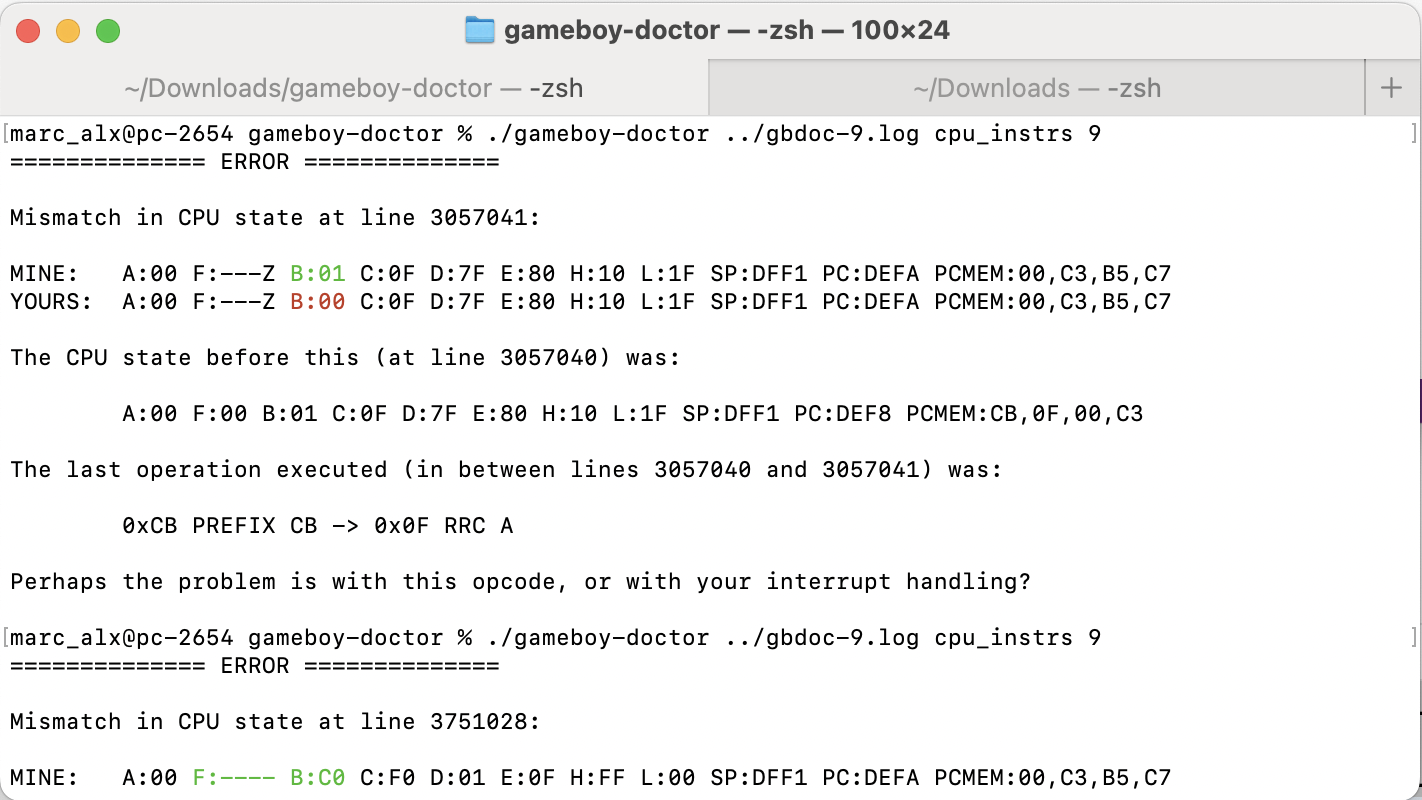 gameboy-doctor — -zsh — 100×24
~/Downloads/gameboy-doctor — -zsh
~/Downloads — -zsh
+
[marc_alx@pc-2654 gameboy-doctor % ./gameboy-doctor ../gbdoc-9.log cpu_instrs 9 ]
============== ERROR ==============
Mismatch in CPU state at line 3057041:
MINE:   A:00 F:---Z B:01 C:0F D:7F E:80 H:10 L:1F SP:DFF1 PC:DEFA PCMEM:00,C3,B5,C7
YOURS:  A:00 F:---Z B:00 C:0F D:7F E:80 H:10 L:1F SP:DFF1 PC:DEFA PCMEM:00,C3,B5,C7
The CPU state before this (at line 3057040) was:
A:00 F:00 B:01 C:0F D:7F E:80 H:10 L:1F SP:DFF1 PC:DEF8 PCMEM:CB,0F,00,C3
The last operation executed (in between lines 3057040 and 3057041) was:
0xCB PREFIX CB -> 0x0F RRC A
Perhaps the problem is with this opcode, or with your interrupt handling?
[marc_alx@pc-2654 gameboy-doctor % ./gameboy-doctor ../gbdoc-9.log cpu_instrs 9 ]
============== ERROR ==============
Mismatch in CPU state at line 3751028:
MINE:   A:00 F:---- B:C0 C:F0 D:01 E:0F H:FF L:00 SP:DFF1 PC:DEFA PCMEM:00,C3,B5,C7